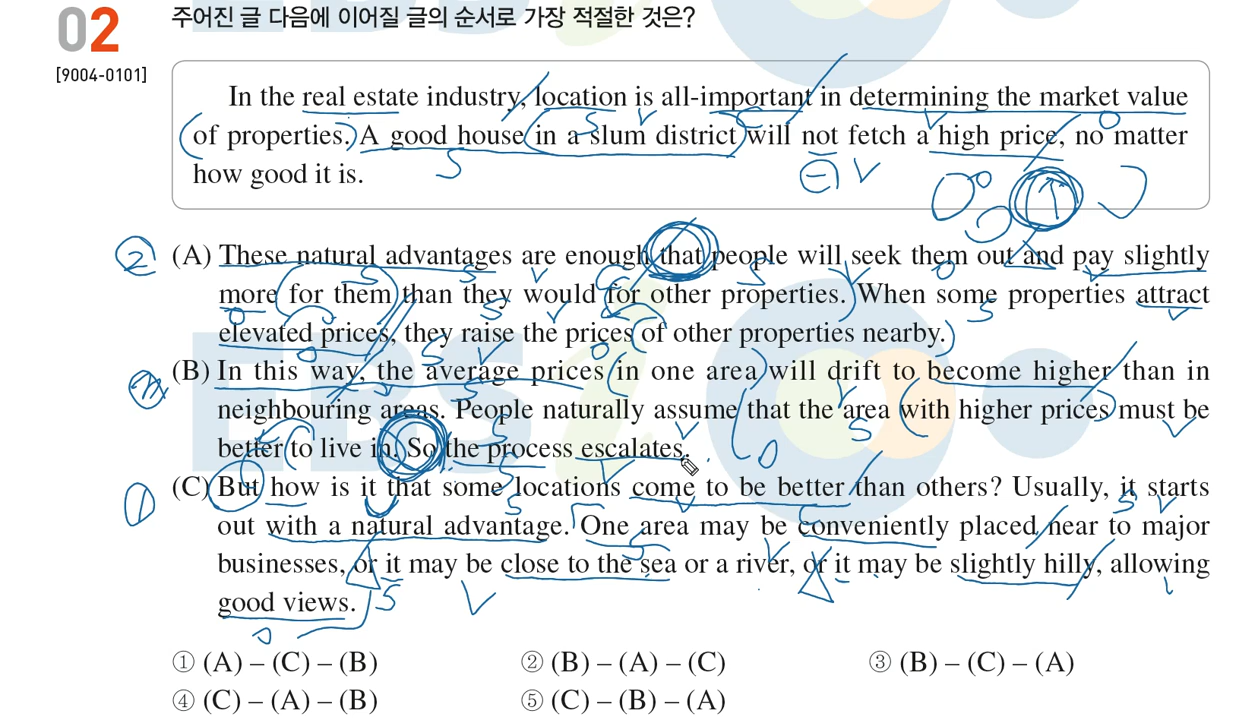 02
주어진 글 다음에 이어질 글의 순서로 가장 적절한 것은?
[9004-0101]
In the real estate industry, location is all-important in determining the market value
of properties. A good house in a slum district will not fetch a high price, no matter
how good it is.
(A) These natural advantages are enough that people will seek them out and pay slightly
more for them than they would for other properties. When some properties attract
elevated prices, they raise the prices of other properties nearby.
(B) In this way, the average prices in one area will drift to become higher than in
neighbouring areas. People naturally assume that the area with higher prices must be
better to live in. So the process escalates.
(C) But how is it that some locations come to be better than others? Usually, it starts
out with a natural advantage. One area may be conveniently placed near to major
businesses, or it may be close to the sea or a river, or it may be slightly hilly, allowing
good views.
① (A) – (C) – (B) ② (B) – (A) – (C) ③ (B) – (C) – (A)
④ (C) – (A) – (B) ⑤ (C) – (B) – (A)